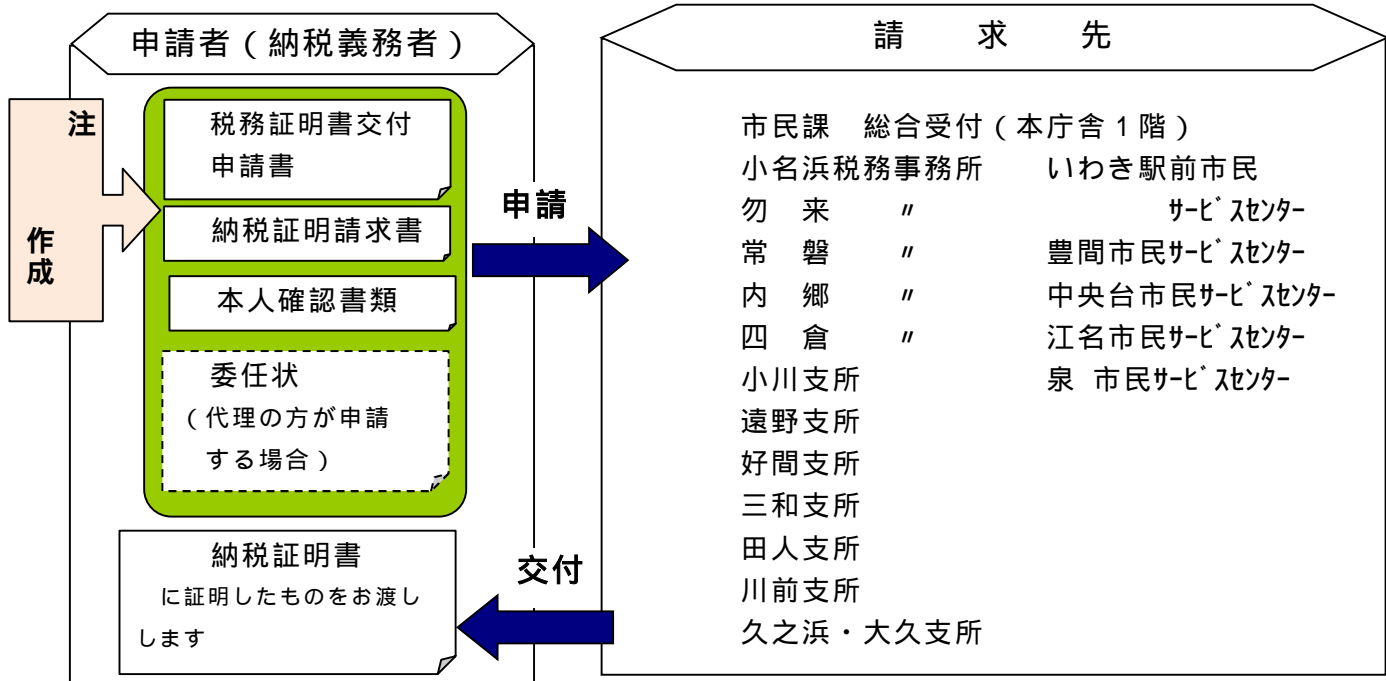 申請者（納税義務者）
注
作成
税務証明書交付
申請書
納税証明請求書
本人確認書類
委任状
（代理の方が申請
する場合）
申請
納税証明書
に証明したものをお渡し
します
交付
請　求　先
市民課　総合受付（本庁舎１階）
小名浜税務事務所　いわき駅前市民
勿　来　〃　ｻｰﾋﾞｽｾﾝﾀｰ
常　磐　〃　豊間市民ｻｰﾋﾞｽｾﾝﾀｰ
内　郷　〃　中央台市民ｻｰﾋﾞｽｾﾝﾀｰ
四　倉　〃　江名市民ｻｰﾋﾞｽｾﾝﾀｰ
小川支所　泉 市民ｻｰﾋﾞｽｾﾝﾀｰ
遠野支所
好間支所
三和支所
田人支所
川前支所
久之浜・大久支所